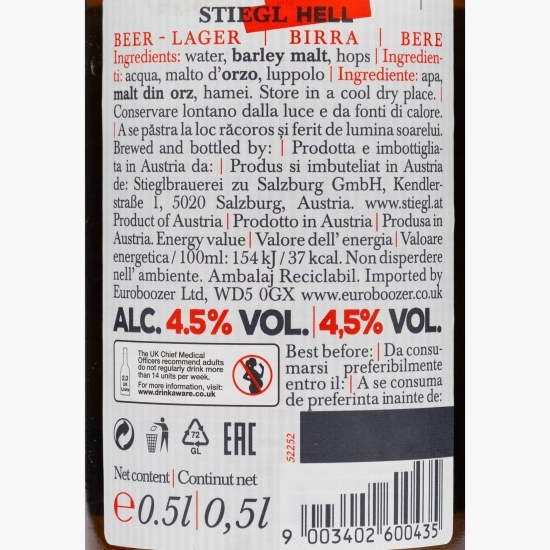 STIEGL HELL
BEER - LAGER | BIRRA | BERE
Ingredients: water, barley malt, hops | Ingredien-
ti: acqua, malto d'orzo, luppolo | Ingrediente: apa,
malt din orz, hamei. Store in a cool dry place. |
Conservare lontano dalla luce e da fonti di calore.
| A se păstra la loc răcoros și ferit de lumina soarelui.
Brewed and bottled by: | Prodotta e imbottiglia-
ta in Austria da: | Produs si imbuteliat in Austria
de: Stieglbrauerei zu Salzburg GmbH, Kendler-
straße 1, 5020 Salzburg, Austria. www.stiegl.at
Product of Austria | Prodotto in Austria | Produsa in
Austria. Energy value | Valore dell' energia | Valoare
energetica / 100ml: 154 kJ / 37 kcal. Non disperdere
nell' ambiente. Ambalaj Reciclabil. Imported by
Euroboozer Ltd, WD5 0GX www.euroboozer.co.uk
ALC. 4.5% VOL. | 4,5% VOL.
The UK Chief Medical
Officers recommend adults
do not regularly drink more
than 14 units per week.
For more information, visit:
www.drinkaware.co.uk
2.3
UK
Units
Best before: | Da consu-
marsi preferibilmente
entro il: | A se consuma
de preferinta inainte de:
72
GL
EAC
52252
Net content | Continut net
e 0.5l | 0,5l
9 003402 600435